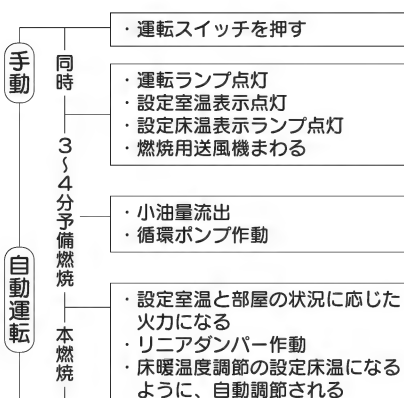 手動
同時
・運転スイッチを押す
・運転ランプ点灯
・設定室温表示点灯
・設定床温表示ランプ点灯
・燃焼用送風機まわる
3〜4分予備燃焼
・小油量流出
・循環ポンプ作動
自動運転
本燃焼
・設定室温と部屋の状況に応じた
火力になる
・リニアダンパー作動
・床暖温度調節の設定床温になる
ように、自動調節される